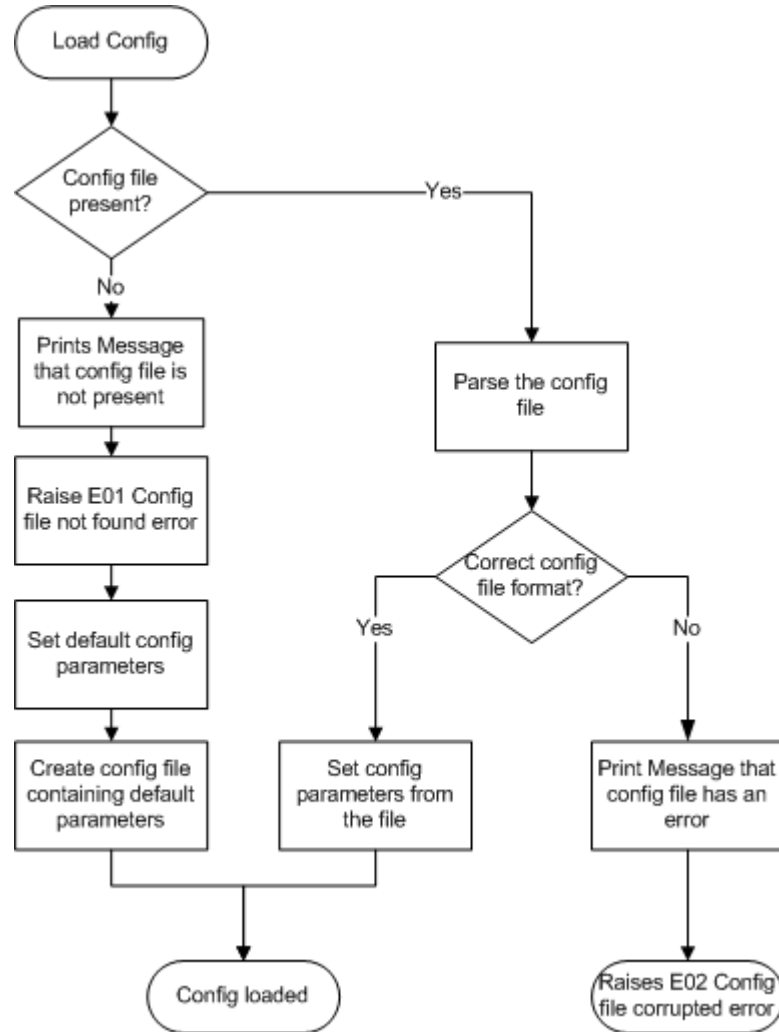 Load Config
Config file
present?
Yes
No
Prints Message
that config file is
not present
Parse the config
file
Raise E01 Config
file not found error
Correct config
file format?
Yes
No
Set default config
parameters
Create config file
containing default
parameters
Set config
parameters from
the file
Print Message that
config file has an
error
Config loaded
Raises E02 Config
file corrupted error